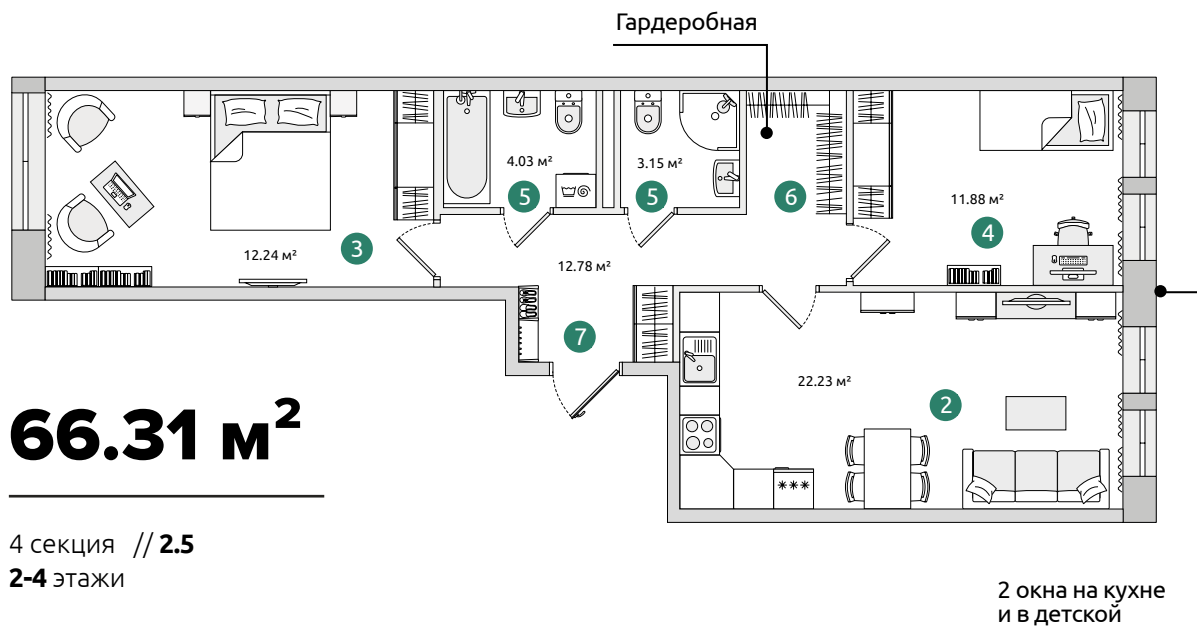 Гардеробная
4.03 м²
3.15 м²
5
5
6
11.88 м²
4
12.24 м²
3
12.78 м²
7
22.23 м²
2
66.31 м²
4 секция // 2.5
2-4 этажи
2 окна на кухне
и в детской